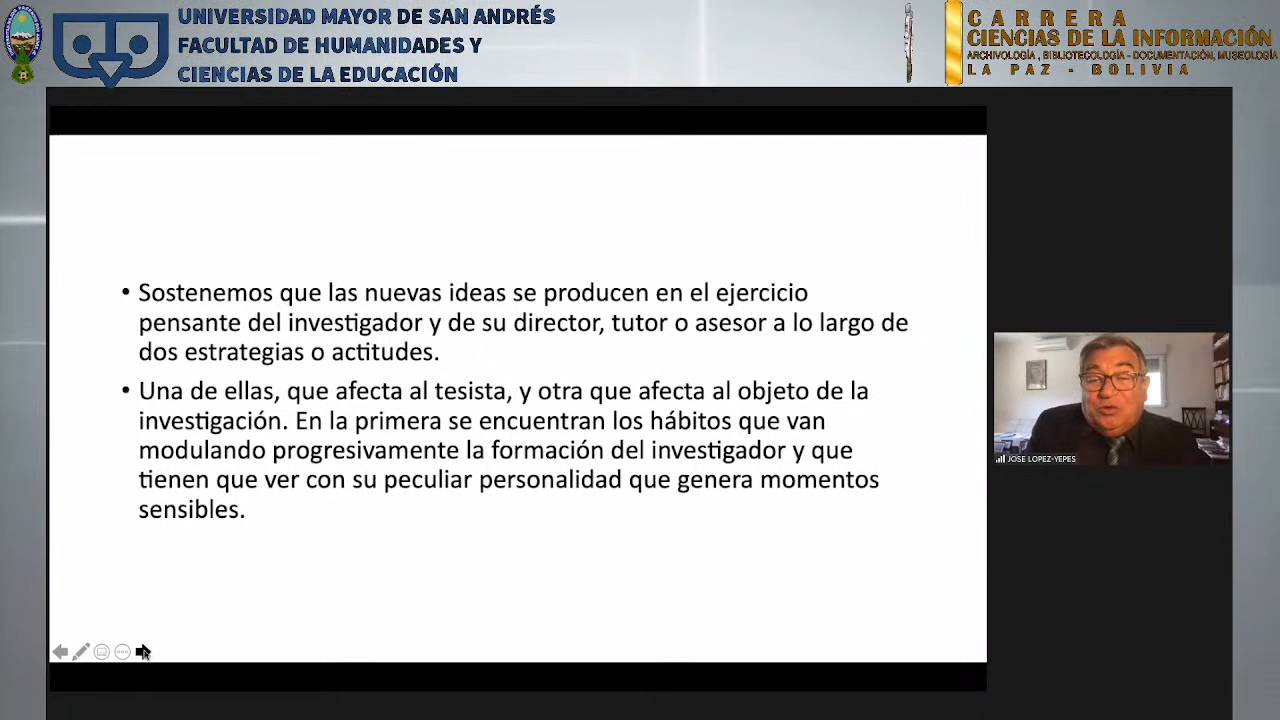 UNIVERSIDAD MAYOR DE SAN ANDRÉS
FACULTAD DE HUMANIDADES Y
CIENCIAS DE LA EDUCACIÓN
CARRERA
CIENCIAS DE LA INFORMACIÓN
ARCHIVOLOGÍA, BIBLIOTECOLOGÍA - DOCUMENTACIÓN, MUSEOLOGÍA
LA PAZ - BOLIVIA
• Sostenemos que las nuevas ideas se producen en el ejercicio
pensante del investigador y de su director, tutor o asesor a lo largo de
dos estrategias o actitudes.
• Una de ellas, que afecta al tesista, y otra que afecta al objeto de la
investigación. En la primera se encuentran los hábitos que van
modulando progresivamente la formación del investigador y que
tienen que ver con su peculiar personalidad que genera momentos
sensibles.
JOSE LOPEZ-YEPES